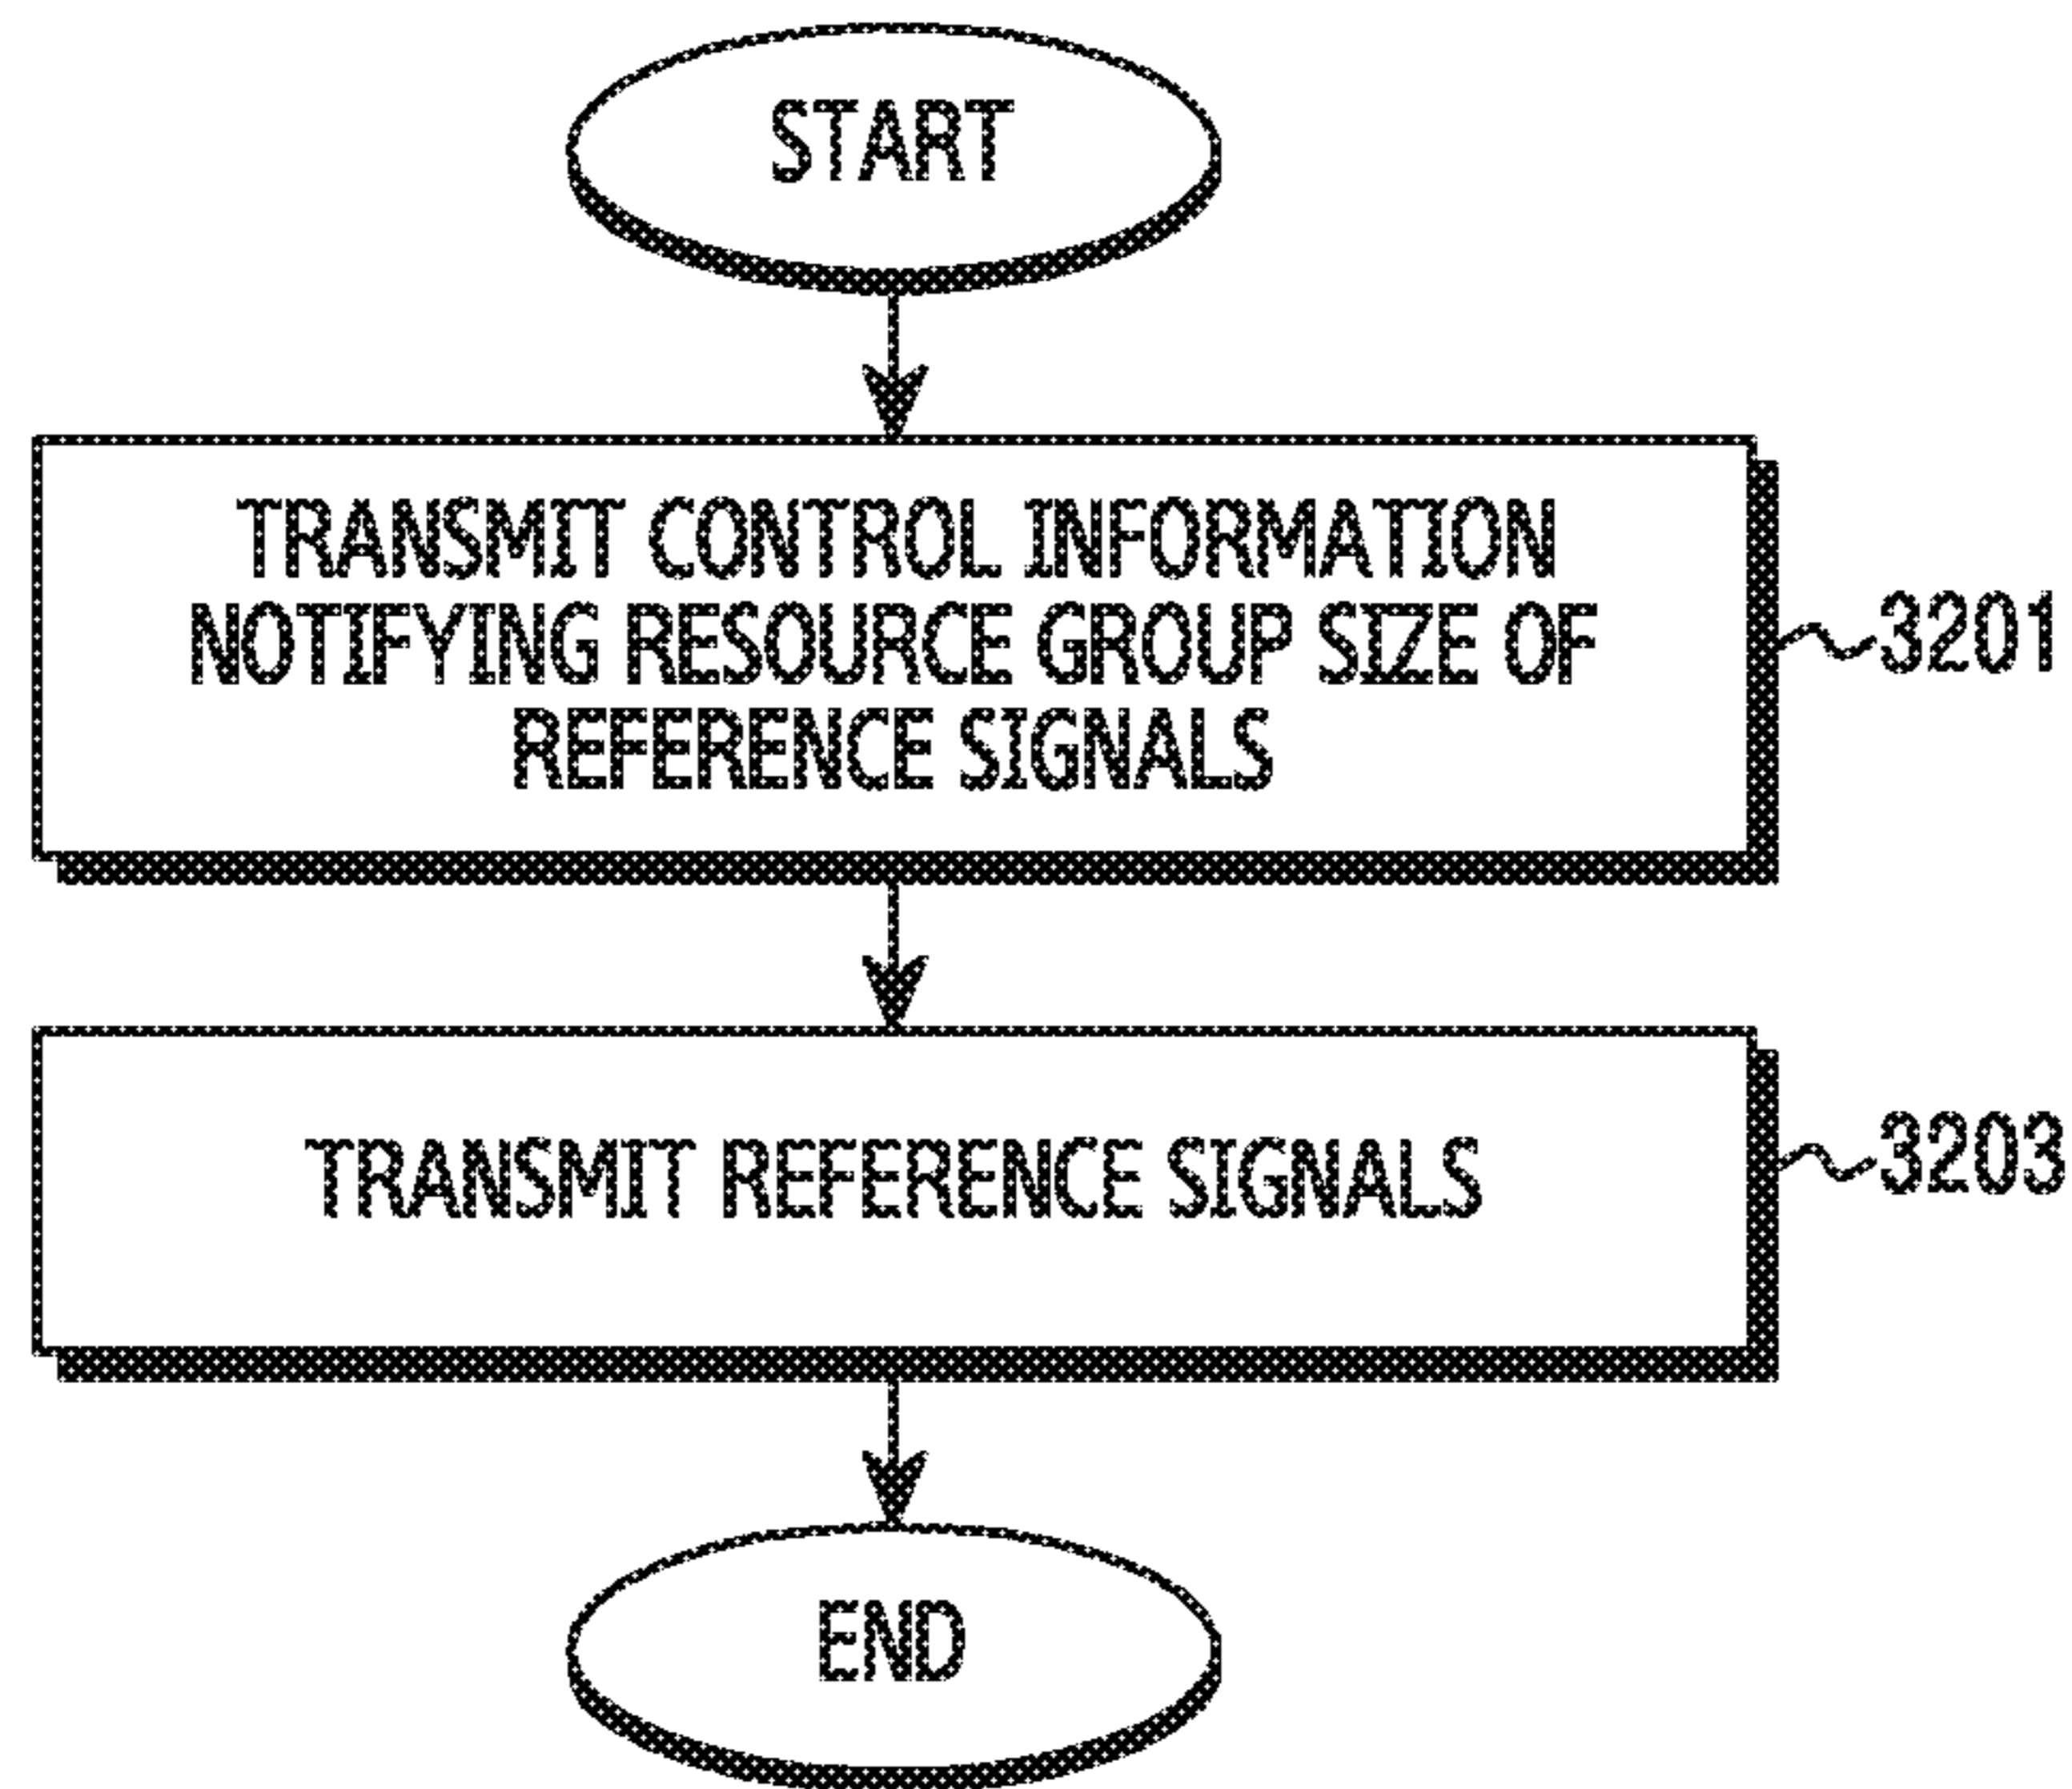 START
TRANSMIT CONTROL INFORMATION
NOTIFYING RESOURCE GROUP SIZE OF
REFERENCE SIGNALS
3201
TRANSMIT REFERENCE SIGNALS
3203
END